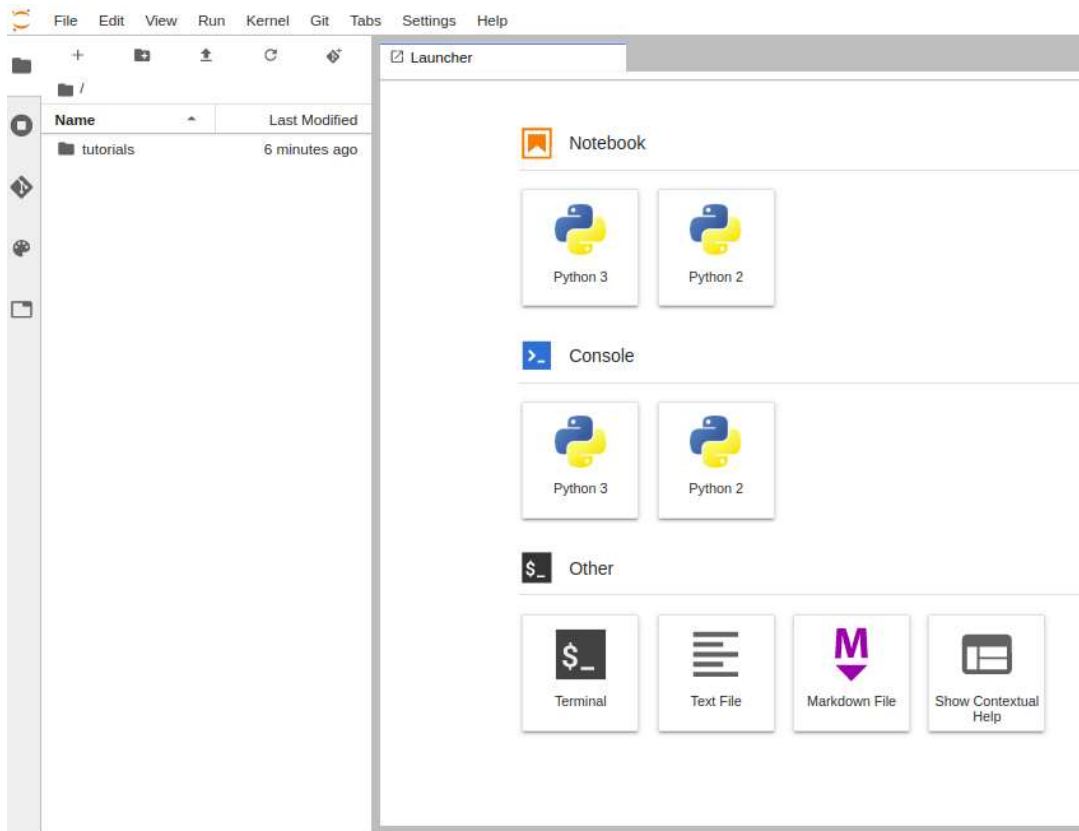 File Edit View Run Kernel Git Tabs Settings Help
/
Name Last Modified
tutorials 6 minutes ago
Launcher
Notebook
Python 3 Python 2
Console
>_
Python 3 Python 2
$_ Other
$_
M
Terminal Text File Markdown File Show Contextual
Help